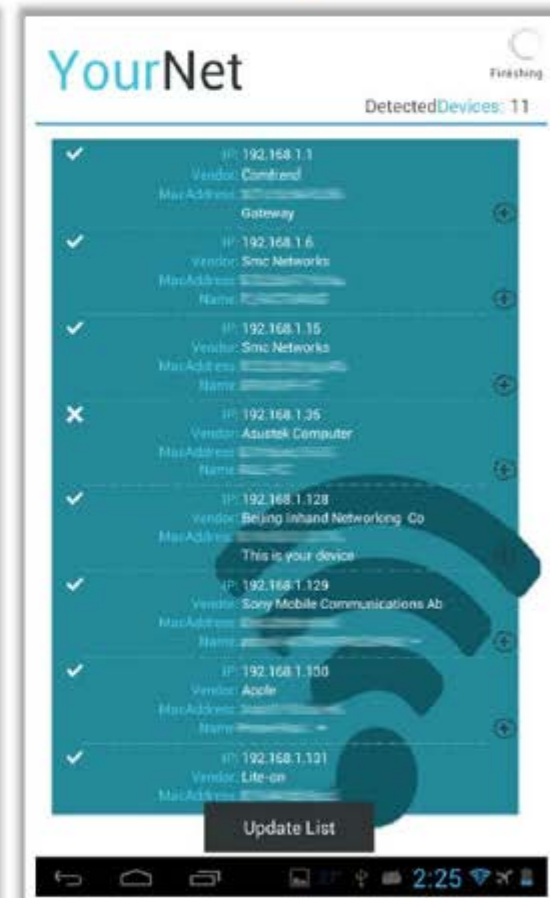 YourNet
Finishing
DetectedDevices: 11
IP: 192.168.1.1
Vendor: Comtrend
MacAddress:
Gateway
IP: 192.168.1.6
Vendor: Smc Networks
MacAddress:
Name:
IP: 192.168.1.15
Vendor: Smc Networks
MacAddress:
Name:
IP: 192.168.1.35
Vendor: Asustek Computer
MacAddress:
Name:
IP: 192.168.1.128
Vendor: Beijing Inhand Networking Co
MacAddress:
This is your device
IP: 192.168.1.129
Vendor: Sony Mobile Communications Ab
MacAddress:
Name:
IP: 192.168.1.130
Vendor: Apple
MacAddress:
Name:
IP: 192.168.1.131
Vendor: Lite-on
MacAddress:
Update List
2:25